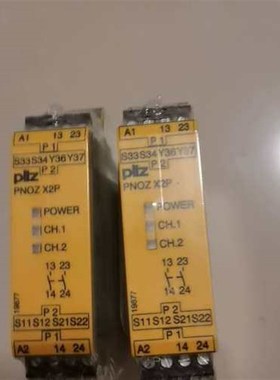 A1 13 23
P 1
S33 S34 Y36 Y37
P 2
pilz
PNOZ X2P
POWER
CH.1
CH.2
13 23
14 24
P 2
S11 S12 S21 S22
P 1
A2 14 24
A1 13 23
P 1
S33 S34 Y36 Y37
P 2
pilz
PNOZ X2P
POWER
CH.1
CH.2
13 23
14 24
P 2
S11 S12 S21 S22
P 1
A2 14 24